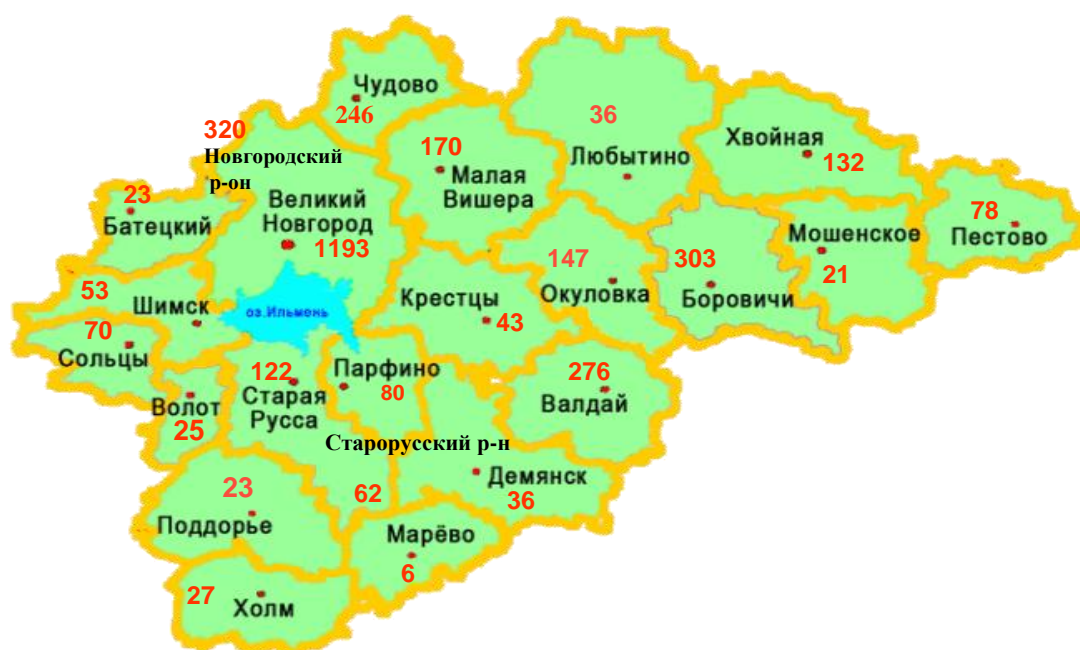 Чудово
246
320
Новгородский
р-он
36
Любытино
Хвойная
132
170
Малая
Вишера
23
Батецкий
Великий
Новгород
1193
78
Пестово
Мошенское
21
147
Окуловка
303
Боровичи
53
Шимск
оз.Ильмень
Крестцы
43
70
Сольцы
122
Старая
Русса
Парфино
80
276
Валдай
Волот
25
Старорусский р-н
Демянск
36
62
23
Поддорье
Марёво
6
27
Холм